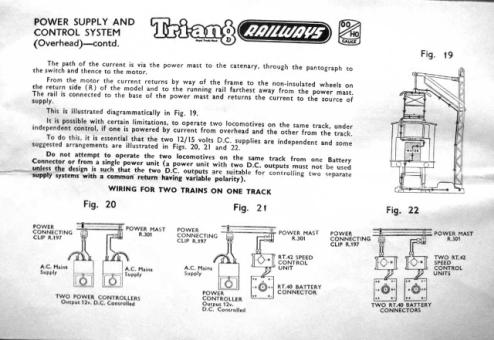 POWER SUPPLY AND
CONTROL SYSTEM
(Overhead)—contd.
Tri-ang
RAILWAYS
OO/HO
GAUGE
Fig. 19
The path of the current is via the power mast to the catenary, through the pantograph to
the switch and thence to the motor.
From the motor the current returns by way of the frame to the non-insulated wheels on
the return side (R) of the model and to the running rail farthest away from the power mast.
The rail is connected to the base of the power mast and returns the current to the source of
supply.
This is illustrated diagrammatically in Fig. 19.
It is possible with certain limitations, to operate two locomotives on the same track, under
independent control, if one is powered by current from overhead and the other from the track.
To do this, it is essential that the two 12/15 volts D.C. supplies are independent and some
suggested arrangements are illustrated in Figs. 20, 21 and 22.
Do not attempt to operate the two locomotives on the same track from one Battery
Connector or from a single power unit (a power unit with two D.C. outputs must not be used
unless the design is such that the two D.C. outputs are suitable for controlling two separate
supply systems with a common return having variable polarity).
WIRING FOR TWO TRAINS ON ONE TRACK
Fig. 20
POWER
CONNECTING
CLIP R.197
POWER MAST
R.301
A.C. Mains
Supply
A.C. Mains
Supply
TWO POWER CONTROLLERS
Output 12v. D.C. Controlled
Fig. 21
POWER
CONNECTING
CLIP R.197
POWER MAST
R.301
A.C. Mains
Supply
RT.42 SPEED
CONTROL
UNIT
RT.40 BATTERY
CONNECTOR
POWER
CONTROLLER
Output 12v.
D.C. Controlled
Fig. 22
POWER
CONNECTING
CLIP R.197
POWER MAST
R.301
TWO RT.42
SPEED
CONTROL
UNITS
TWO RT.40 BATTERY
CONNECTORS